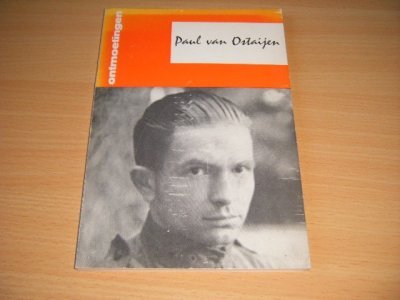 ontmoetingen
Paul van Ostaijen